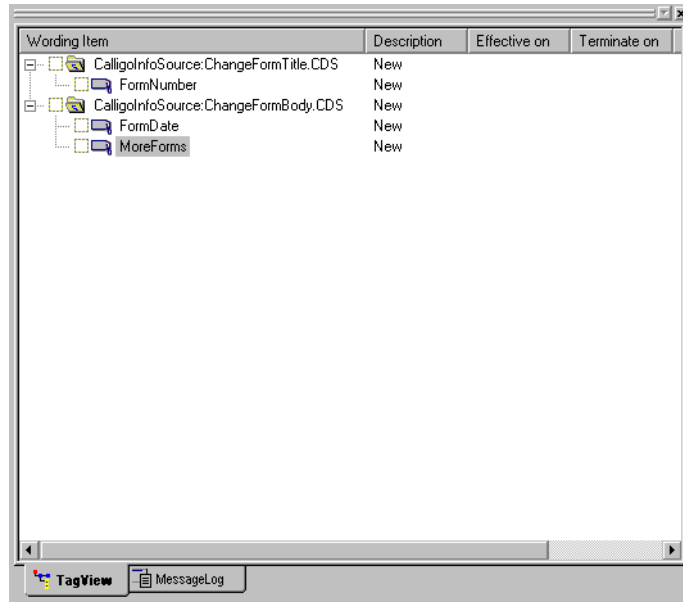 Wording Item Description Effective on Terminate on
CalligoInfoSource:ChangeFormTitle.CDS New
FormNumber New
CalligoInfoSource:ChangeFormBody.CDS New
FormDate New
MoreForms New
TagView MessageLog